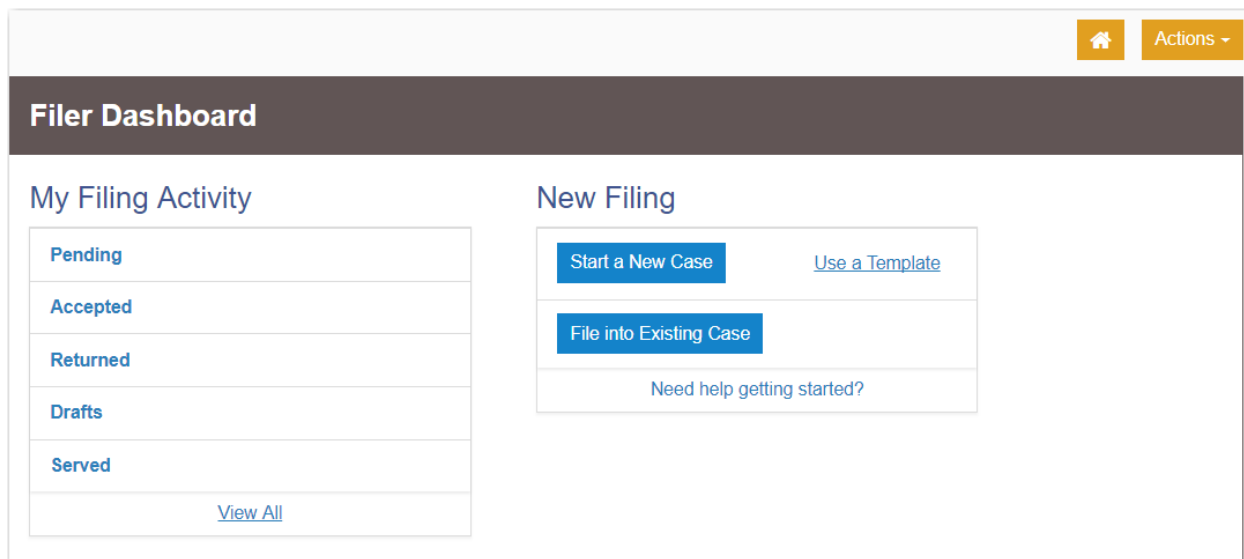 Actions
Filer Dashboard
My Filing Activity
Pending
Accepted
Returned
Drafts
Served
View All
New Filing
Start a New Case
Use a Template
File into Existing Case
Need help getting started?